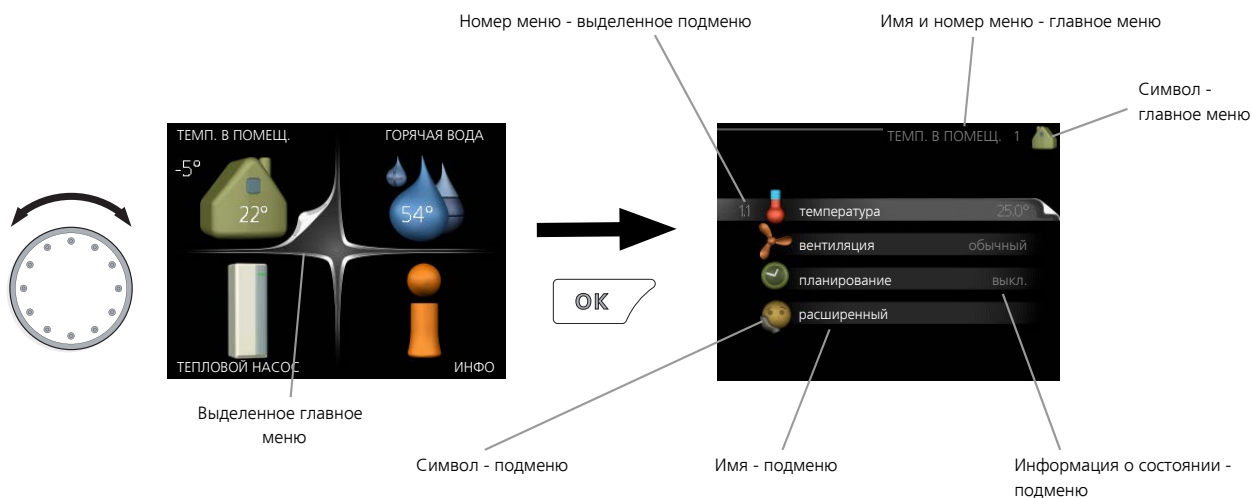 Номер меню - выделенное подменю
Имя и номер меню - главное меню
Символ -
главное меню
ТЕМП. В ПОМЕЩ.
ГОРЯЧАЯ ВОДА
-5°
22°
54°
ТЕПЛОВОЙ НАСОС
ИНФО
OK
ТЕМП. В ПОМЕЩ. 1
1.1 температура 25.0°
вентиляция обычный
планирование выкл.
расширенный
Выделенное главное
меню
Символ - подменю
Имя - подменю
Информация о состоянии -
подменю